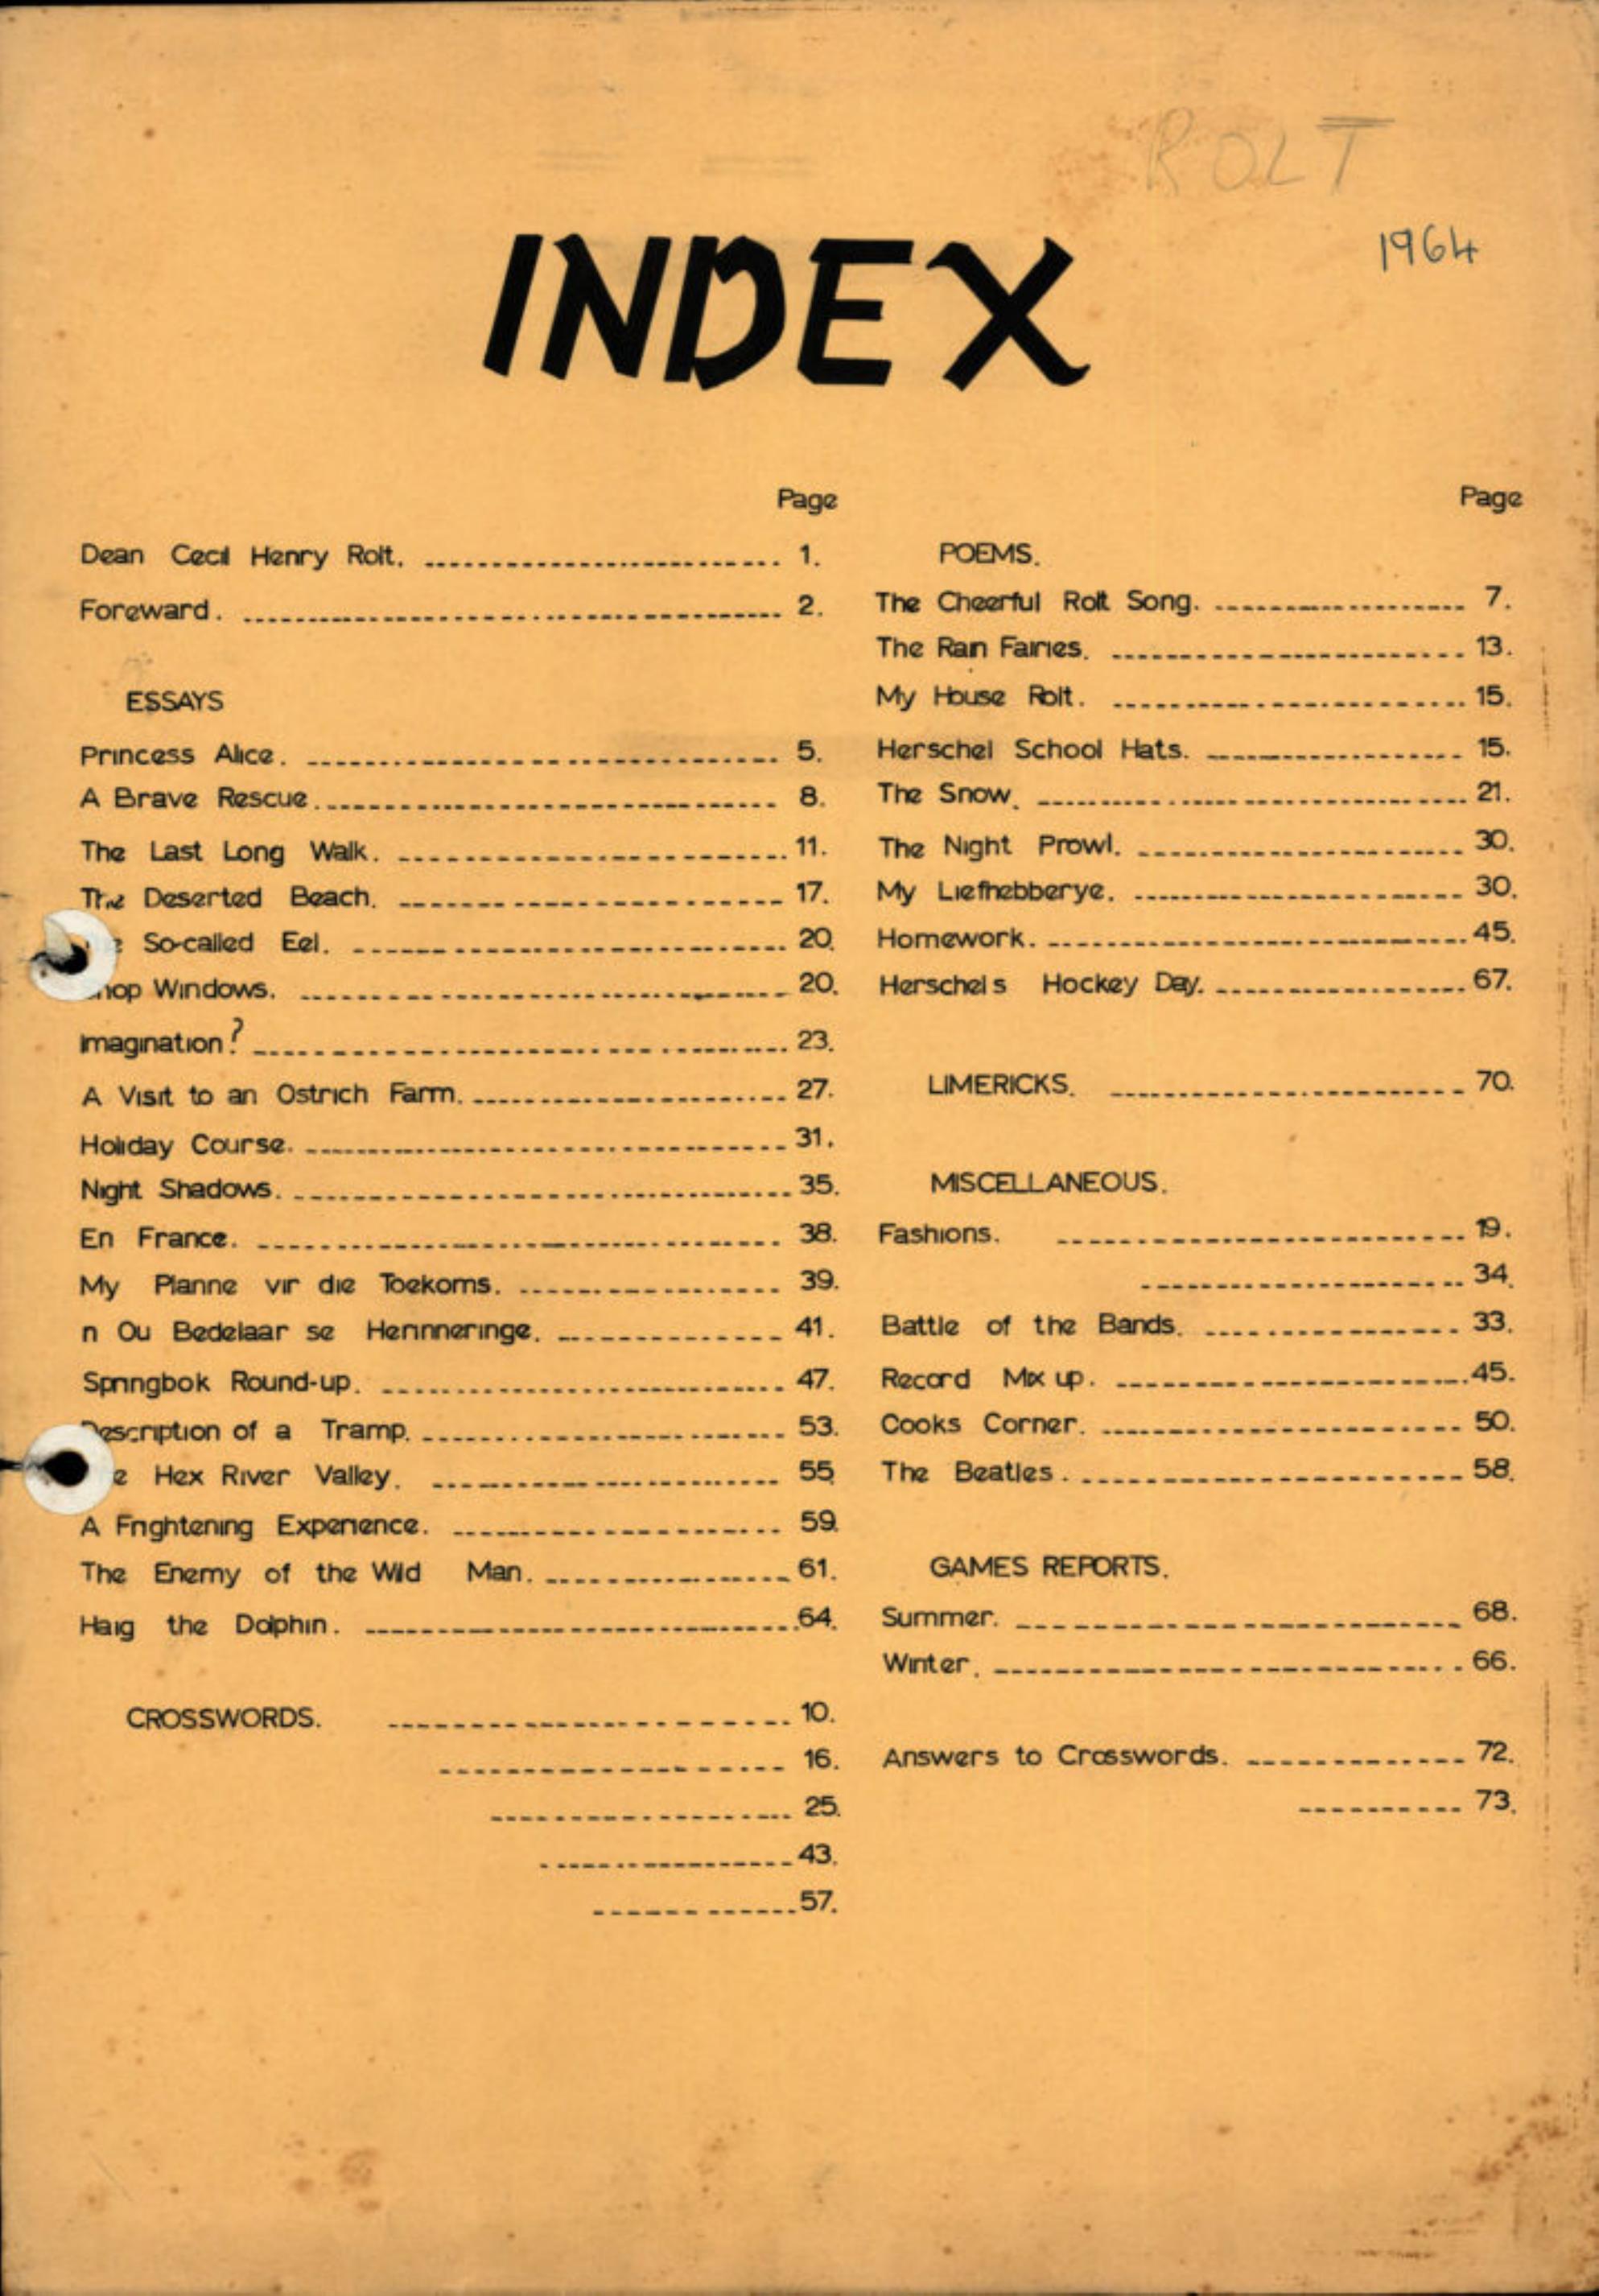 ROLT
1964
INDEX
Page
Dean Cecil Henry Rolt. 1.
Foreward. 2.
ESSAYS
Princess Alice. 5.
A Brave Rescue. 8.
The Last Long Walk. 11.
The Deserted Beach. 17.
So-called Eel. 20.
hop Windows. 20.
Imagination? 23.
A Visit to an Ostrich Farm. 27.
Holiday Course. 31.
Night Shadows. 35.
En France. 38.
My Planne vir die Toekoms. 39.
n Ou Bedelaar se Herinneringe. 41.
Springbok Round-up. 47.
Description of a Tramp. 53.
e Hex River Valley. 55
A Frightening Experience. 59.
The Enemy of the Wild Man. 61.
Haig the Dolphin. 64.
CROSSWORDS. 10.
16.
25.
43.
57.
Page
POEMS.
The Cheerful Rolt Song. 7.
The Rain Fairies. 13.
My House Rolt. 15.
Herschel School Hats. 15.
The Snow. 21.
The Night Prowl. 30.
My Liefhebberye. 30.
Homework. 45.
Herschels Hockey Day. 67.
LIMERICKS. 70.
MISCELLANEOUS.
Fashions. 19.
34.
Battle of the Bands. 33.
Record Mix up. 45.
Cooks Corner. 50.
The Beatles. 58.
GAMES REPORTS.
Summer. 68.
Winter. 66.
Answers to Crosswords. 72.
73.